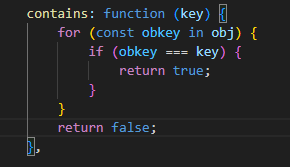 contains: function (key) {
    for (const obkey in obj) {
        if (obkey === key) {
            return true;
        }
    }
    return false;
},